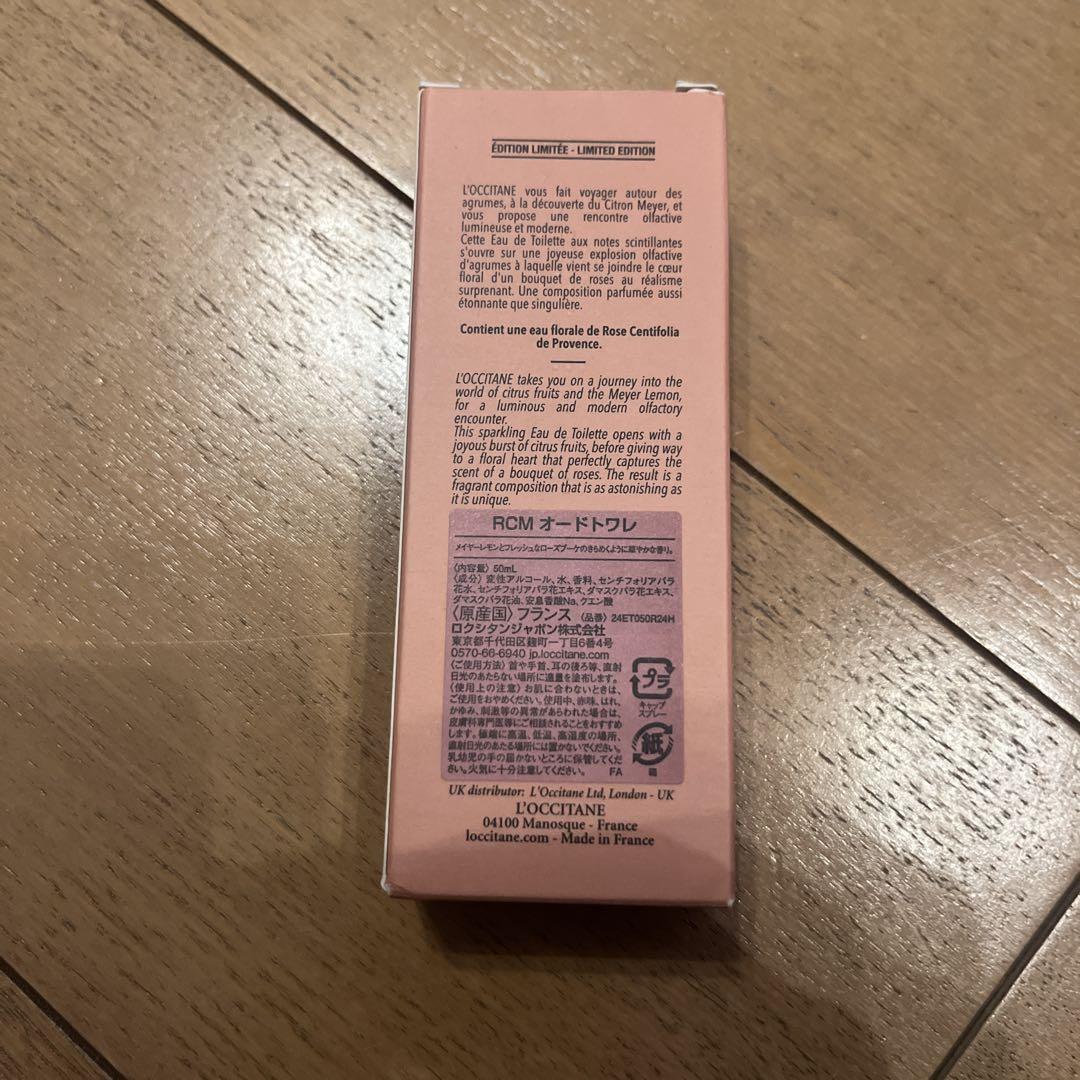 ÉDITION LIMITÉE - LIMITED EDITION
L'OCCITANE vous fait voyager autour des
agrumes, à la découverte du Citron Meyer, et
vous propose une rencontre olfactive
lumineuse et moderne.
Cette Eau de Toilette aux notes scintillantes
s'ouvre sur une joyeuse explosion olfactive
d'agrumes à laquelle vient se joindre le cœur
floral d'un bouquet de roses au réalisme
surprenant. Une composition parfumée aussi
étonnante que singulière.
Contient une eau florale de Rose Centifolia
de Provence.
L'OCCITANE takes you on a journey into the
world of citrus fruits and the Meyer Lemon,
for a luminous and modern olfactory
encounter.
This sparkling Eau de Toilette opens with a
joyous burst of citrus fruits, before giving way
to a floral heart that perfectly captures the
scent of a bouquet of roses. The result is a
fragrant composition that is as astonishing as
it is unique.
RCM オードトワレ
メイヤーレモンとフレッシュなローズブーケのきらめくように華やかな香り。
〈内容量〉50mL
〈成分〉変性アルコール、水、香料、センチフォリアバラ
花水、センチフォリアバラ花エキス、ダマスクバラ花エキス、
ダマスクバラ花油、安息香酸Na、クエン酸
〈原産国〉フランス 〈品番〉24ET050R24H
ロクシタンジャポン株式会社
東京都千代田区麹町一丁目6番4号
0570-66-6940 jp.loccitane.com
〈ご使用方法〉首や手首、耳の後ろ等、直射
日光のあたらない場所に適量を塗布します。
〈使用上の注意〉お肌に合わないときは、
ご使用をおやめください。使用中、赤味、はれ、
かゆみ、刺激等の異常があらわれた場合は、
皮膚科専門医等にご相談されることをおすすめ
します。極端に高温、低温、高湿度の場所、
直射日光のあたる場所には置かないでください。
乳幼児の手の届かないところに保管してくだ
さい。火気に十分注意してください。 FA
プラ
キャップ
スプレー
紙
箱
UK distributor: L'Occitane Ltd, London - UK
L'OCCITANE
04100 Manosque - France
loccitane.com - Made in France